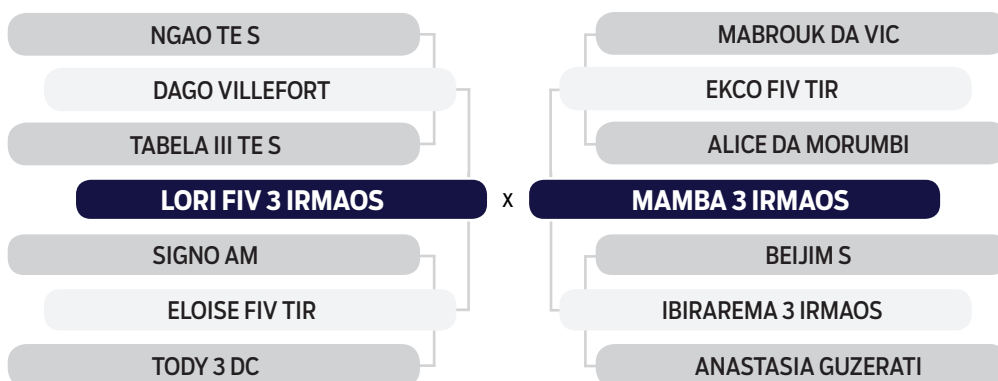 NGAO TE S
DAGO VILLEFORT
TABELA III TE S
LORI FIV 3 IRMAOS
SIGNO AM
ELOISE FIV TIR
TODY 3 DC
x
MABROUK DA VIC
EKCO FIV TIR
ALICE DA MORUMBI
MAMBA 3 IRMAOS
BEIJIM S
IBIRAREMA 3 IRMAOS
ANASTASIA GUZERATI